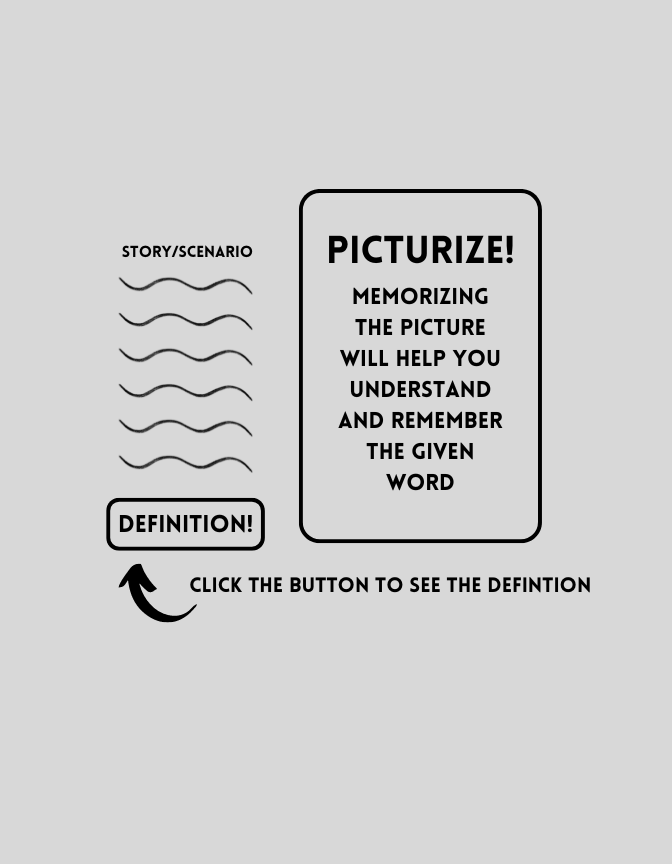 STORY/SCENARIO
DEFINITION!
PICTURIZE!
MEMORIZING
THE PICTURE
WILL HELP YOU
UNDERSTAND
AND REMEMBER
THE GIVEN
WORD
CLICK THE BUTTON TO SEE THE DEFINTION